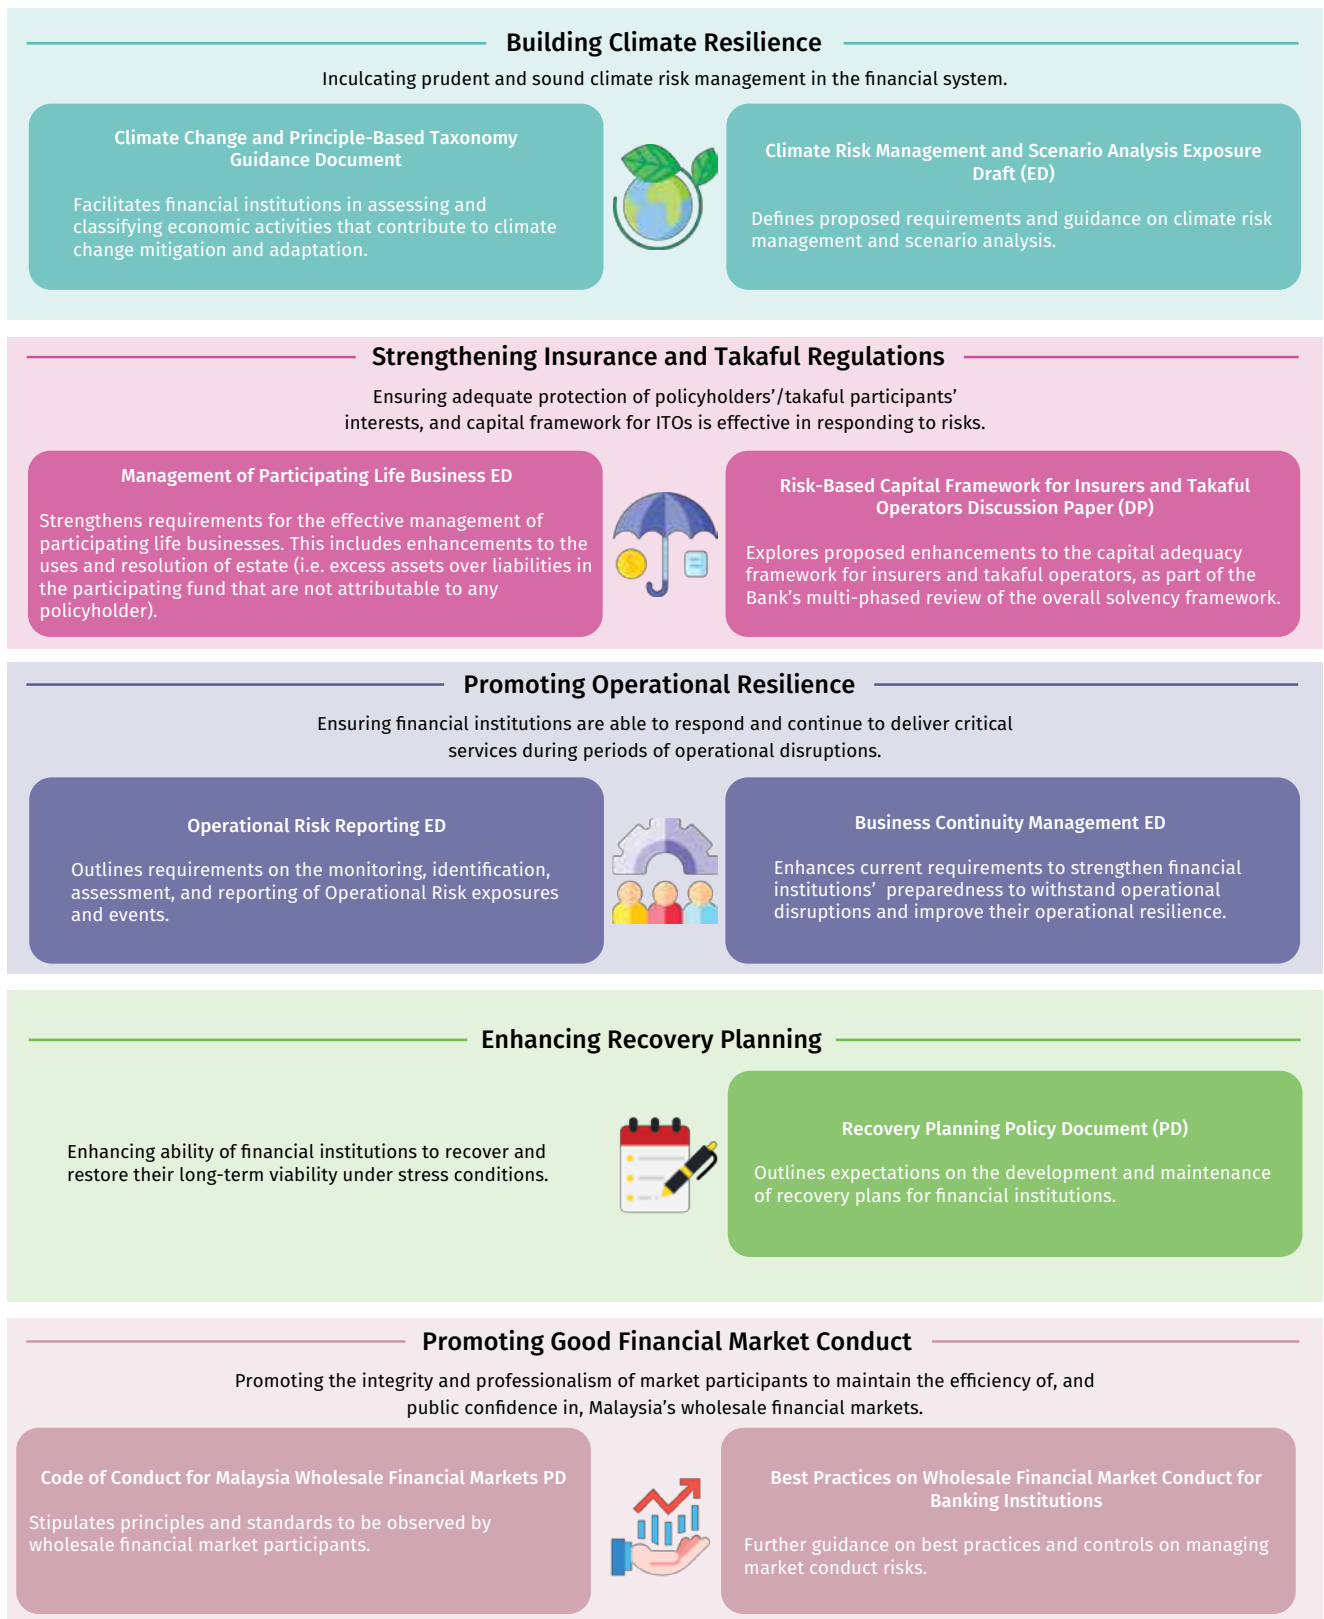 Building Climate Resilience
Inculcating prudent and sound climate risk management in the financial system.
Climate Change and Principle-Based Taxonomy
Guidance Document
Facilitates financial institutions in assessing and
classifying economic activities that contribute to climate
change mitigation and adaptation.
Climate Risk Management and Scenario Analysis Exposure
Draft (ED)
Defines proposed requirements and guidance on climate risk
management and scenario analysis.
Strengthening Insurance and Takaful Regulations
Ensuring adequate protection of policyholders’/takaful participants’
interests, and capital framework for ITOs is effective in responding to risks.
Management of Participating Life Business ED
Strengthens requirements for the effective management of
participating life businesses. This includes enhancements to the
uses and resolution of estate (i.e. excess assets over liabilities in
the participating fund that are not attributable to any
policyholder).
Risk-Based Capital Framework for Insurers and Takaful
Operators Discussion Paper (DP)
Explores proposed enhancements to the capital adequacy
framework for insurers and takaful operators, as part of the
Bank’s multi-phased review of the overall solvency framework.
Promoting Operational Resilience
Ensuring financial institutions are able to respond and continue to deliver critical
services during periods of operational disruptions.
Operational Risk Reporting ED
Outlines requirements on the monitoring, identification,
assessment, and reporting of Operational Risk exposures
and events.
Business Continuity Management ED
Enhances current requirements to strengthen financial
institutions’ preparedness to withstand operational
disruptions and improve their operational resilience.
Enhancing Recovery Planning
Enhancing ability of financial institutions to recover and
restore their long-term viability under stress conditions.
Recovery Planning Policy Document (PD)
Outlines expectations on the development and maintenance
of recovery plans for financial institutions.
Promoting Good Financial Market Conduct
Promoting the integrity and professionalism of market participants to maintain the efficiency of, and
public confidence in, Malaysia’s wholesale financial markets.
Code of Conduct for Malaysia Wholesale Financial Markets PD
Stipulates principles and standards to be observed by
wholesale financial market participants.
Best Practices on Wholesale Financial Market Conduct for
Banking Institutions
Further guidance on best practices and controls on managing
market conduct risks.